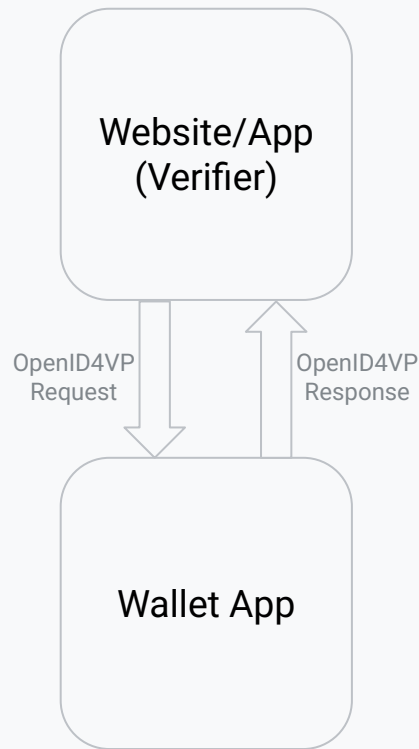 Website/App
(Verifier)
OpenID4VP
Request
OpenID4VP
Response
Wallet App